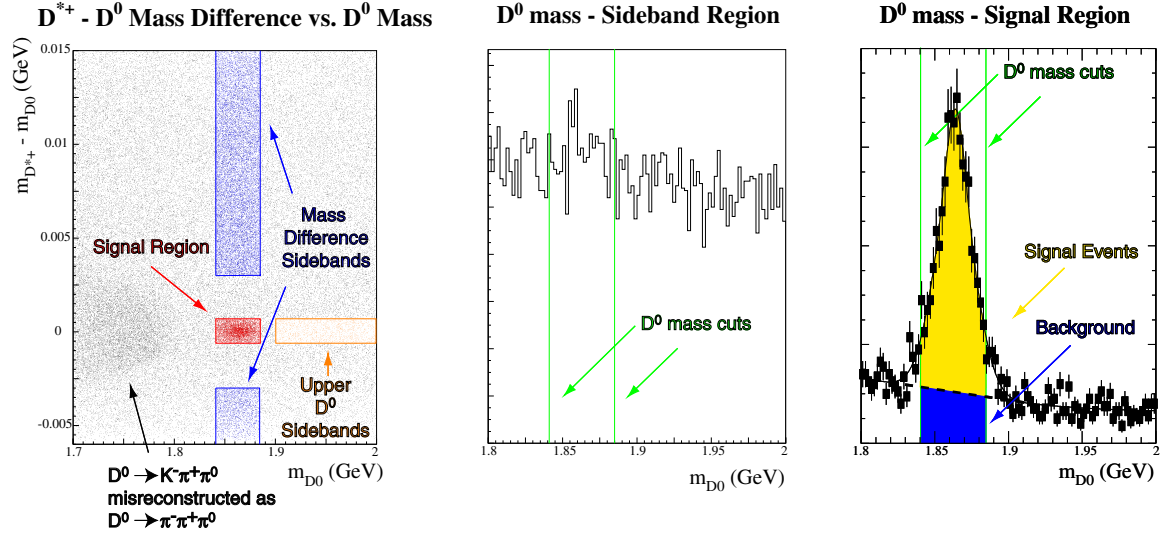 D*+ - D0 Mass Difference vs. D0 Mass
mD*+ - mD0 (GeV)
0.015
0.01
0.005
0
-0.005
Signal Region
Mass
Difference
Sidebands
Upper
D0
Sidebands
1.7
1.8
1.9
2
mD0 (GeV)
D0 → K-π+π0
misreconstructed as
D0 → π-π+π0
D0 mass - Sideband Region
D0 mass cuts
1.8
1.85
1.9
1.95
2
mD0 (GeV)
D0 mass - Signal Region
D0 mass cuts
Signal Events
Background
1.8
1.85
1.9
1.95
2
mD0 (GeV)